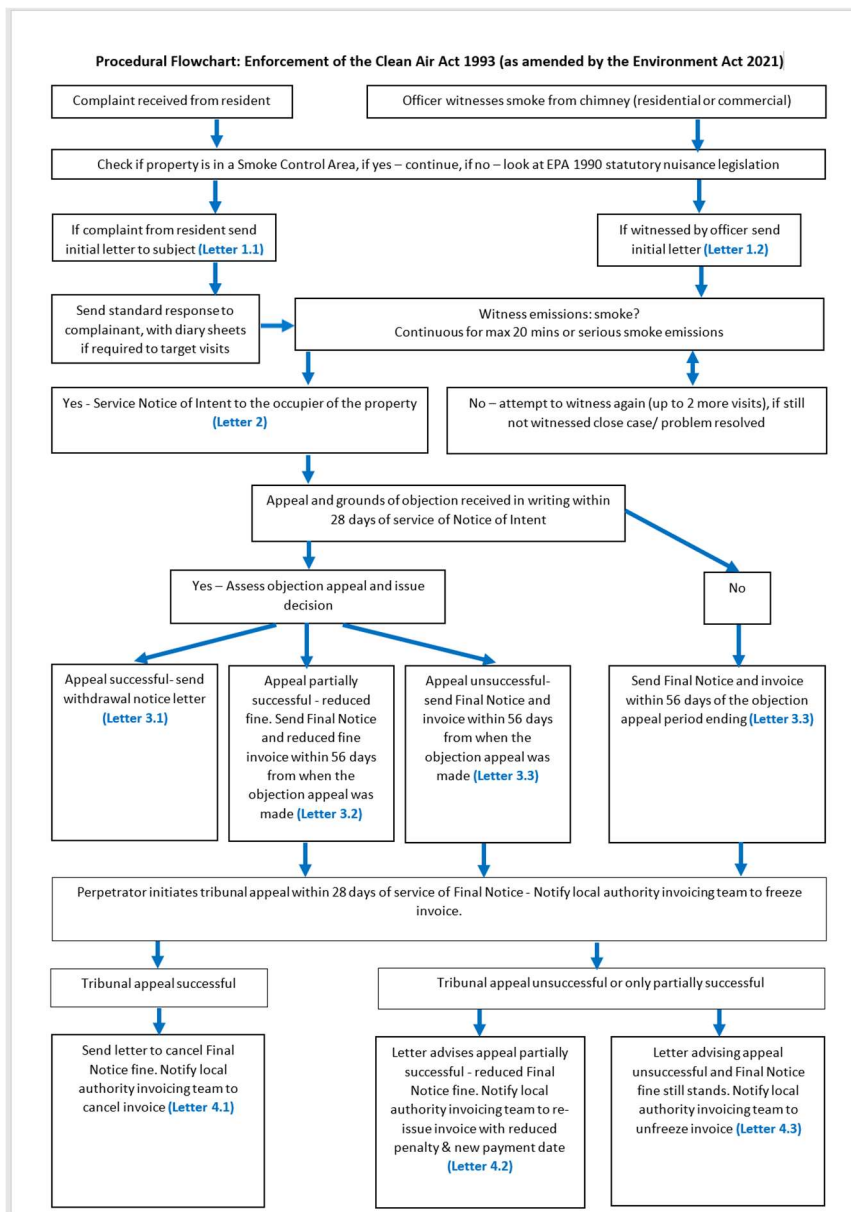 Procedural Flowchart: Enforcement of the Clean Air Act 1993 (as amended by the Environment Act 2021)
Complaint received from resident
Officer witnesses smoke from chimney (residential or commercial)
Check if property is in a Smoke Control Area, if yes – continue, if no – look at EPA 1990 statutory nuisance legislation
If complaint from resident send
initial letter to subject (Letter 1.1)
If witnessed by officer send
initial letter (Letter 1.2)
Send standard response to
complainant, with diary sheets
if required to target visits
Witness emissions: smoke?
Continuous for max 20 mins or serious smoke emissions
Yes - Service Notice of Intent to the occupier of the property
(Letter 2)
No – attempt to witness again (up to 2 more visits), if still
not witnessed close case/ problem resolved
Appeal and grounds of objection received in writing within
28 days of service of Notice of Intent
Yes – Assess objection appeal and issue
decision
No
Appeal successful- send
withdrawal notice letter
(Letter 3.1)
Appeal partially
successful - reduced
fine. Send Final Notice
and reduced fine
invoice within 56 days
from when the
objection appeal was
made (Letter 3.2)
Appeal unsuccessful-
send Final Notice and
invoice within 56 days
from when the
objection appeal was
made (Letter 3.3)
Send Final Notice and invoice
within 56 days of the objection
appeal period ending (Letter 3.3)
Perpetrator initiates tribunal appeal within 28 days of service of Final Notice - Notify local authority invoicing team to freeze
invoice.
Tribunal appeal successful
Tribunal appeal unsuccessful or only partially successful
Send letter to cancel Final
Notice fine. Notify local
authority invoicing team to
cancel invoice (Letter 4.1)
Letter advises appeal partially
successful - reduced Final
Notice fine. Notify local
authority invoicing team to re-
issue invoice with reduced
penalty & new payment date
(Letter 4.2)
Letter advising appeal
unsuccessful and Final Notice
fine still stands. Notify local
authority invoicing team to
unfreeze invoice (Letter 4.3)